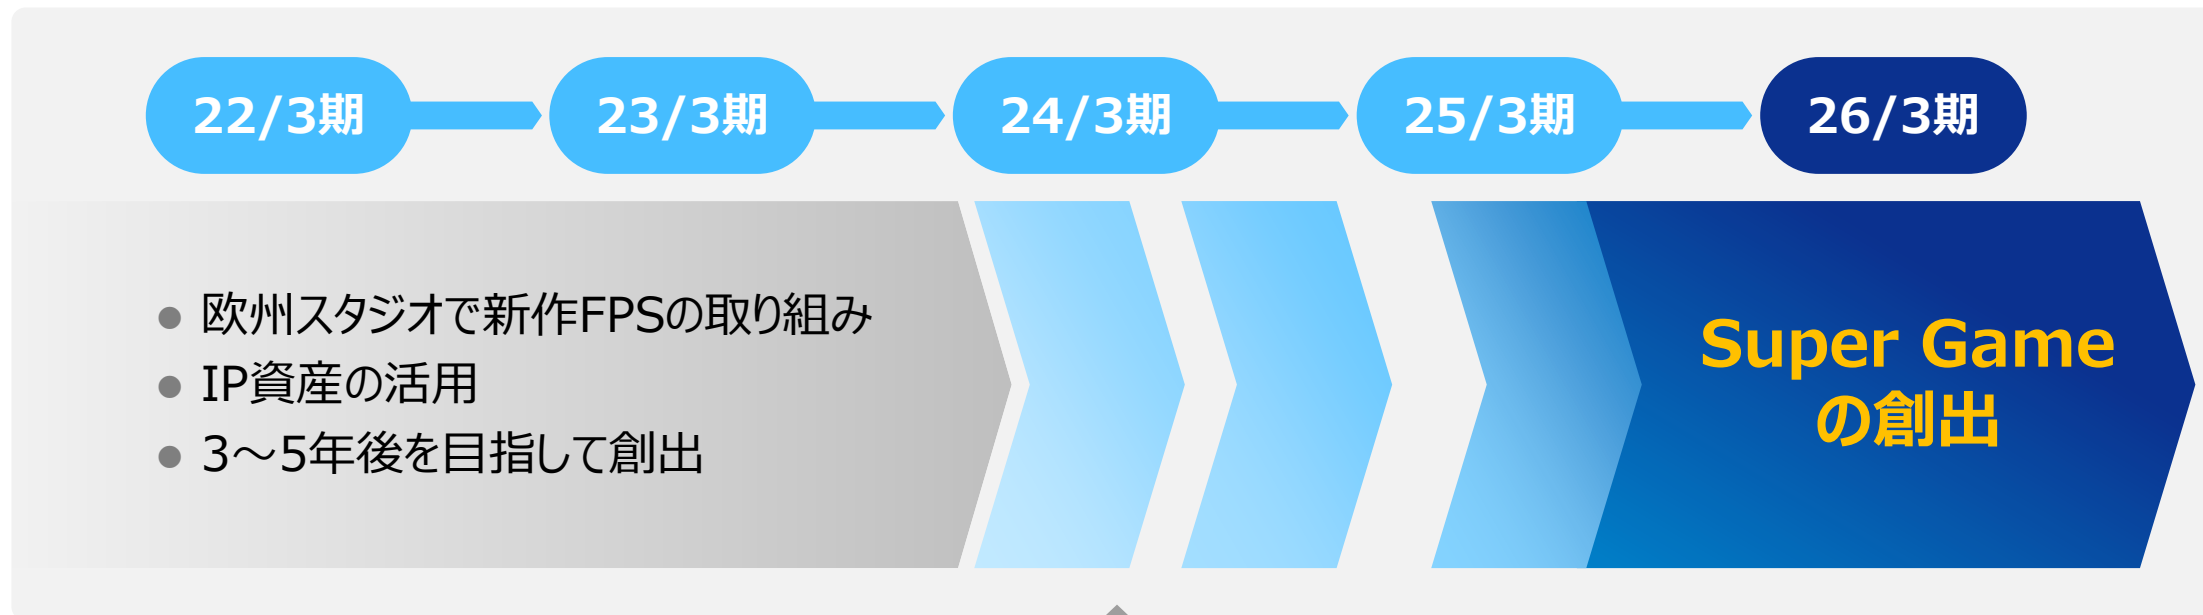 22/3期
23/3期
24/3期
25/3期
26/3期
● 欧州スタジオで新作FPSの取り組み
● IP資産の活用
● 3～5年後を目指して創出
Super Game
の創出